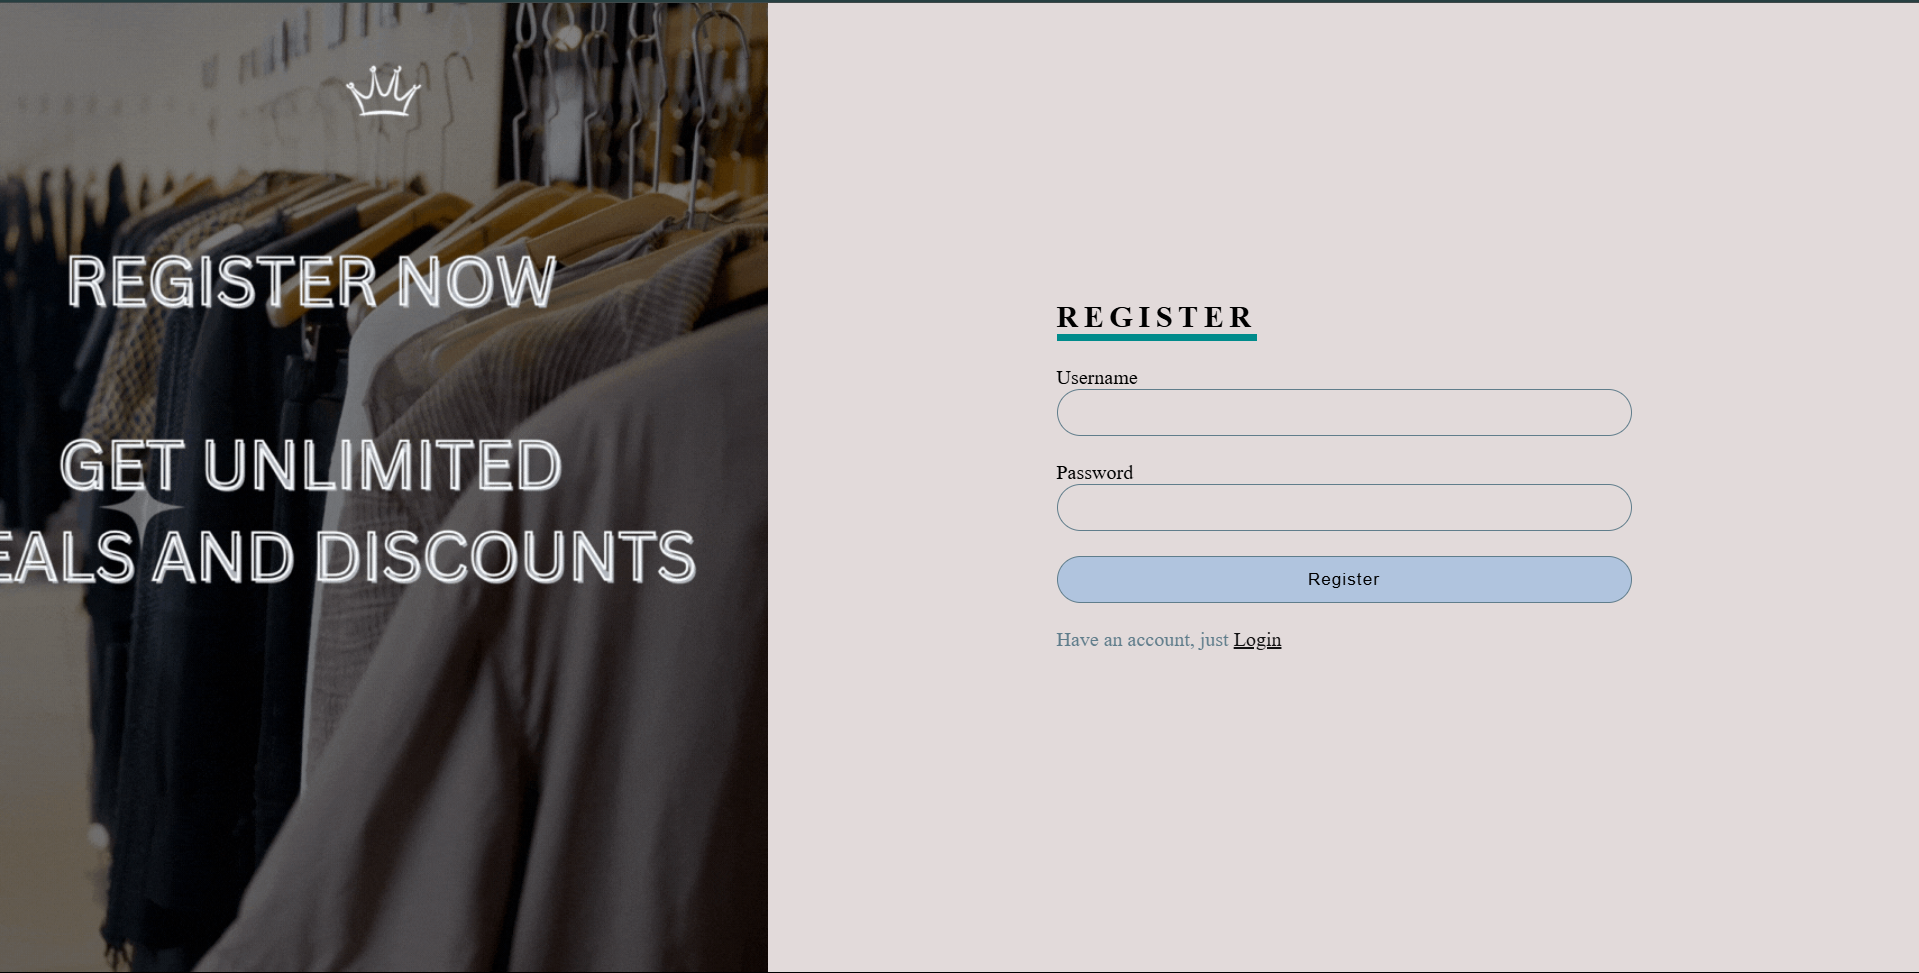 REGISTER NOW
GET UNLIMITED
EALS AND DISCOUNTS
REGISTER
Username
Password
Register
Have an account, just Login